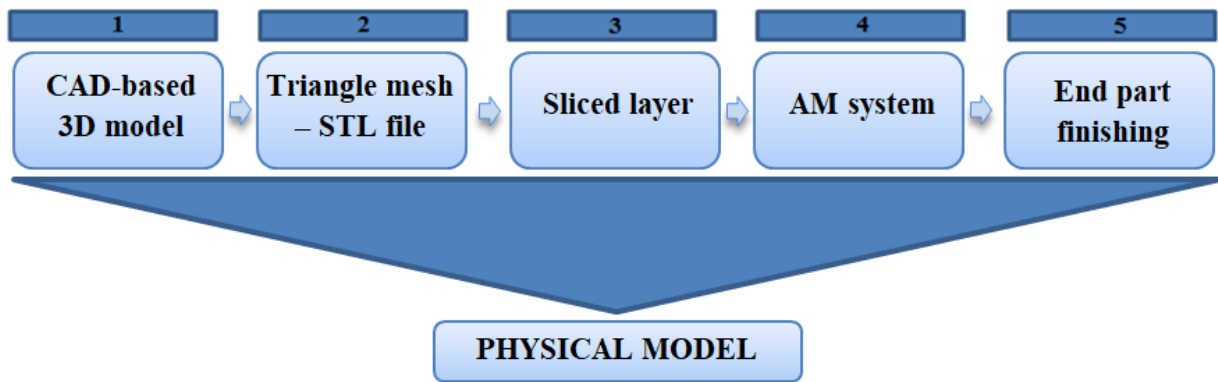 1
2
3
4
5
CAD-based
3D model
Triangle mesh
– STL file
Sliced layer
AM system
End part
finishing
PHYSICAL MODEL